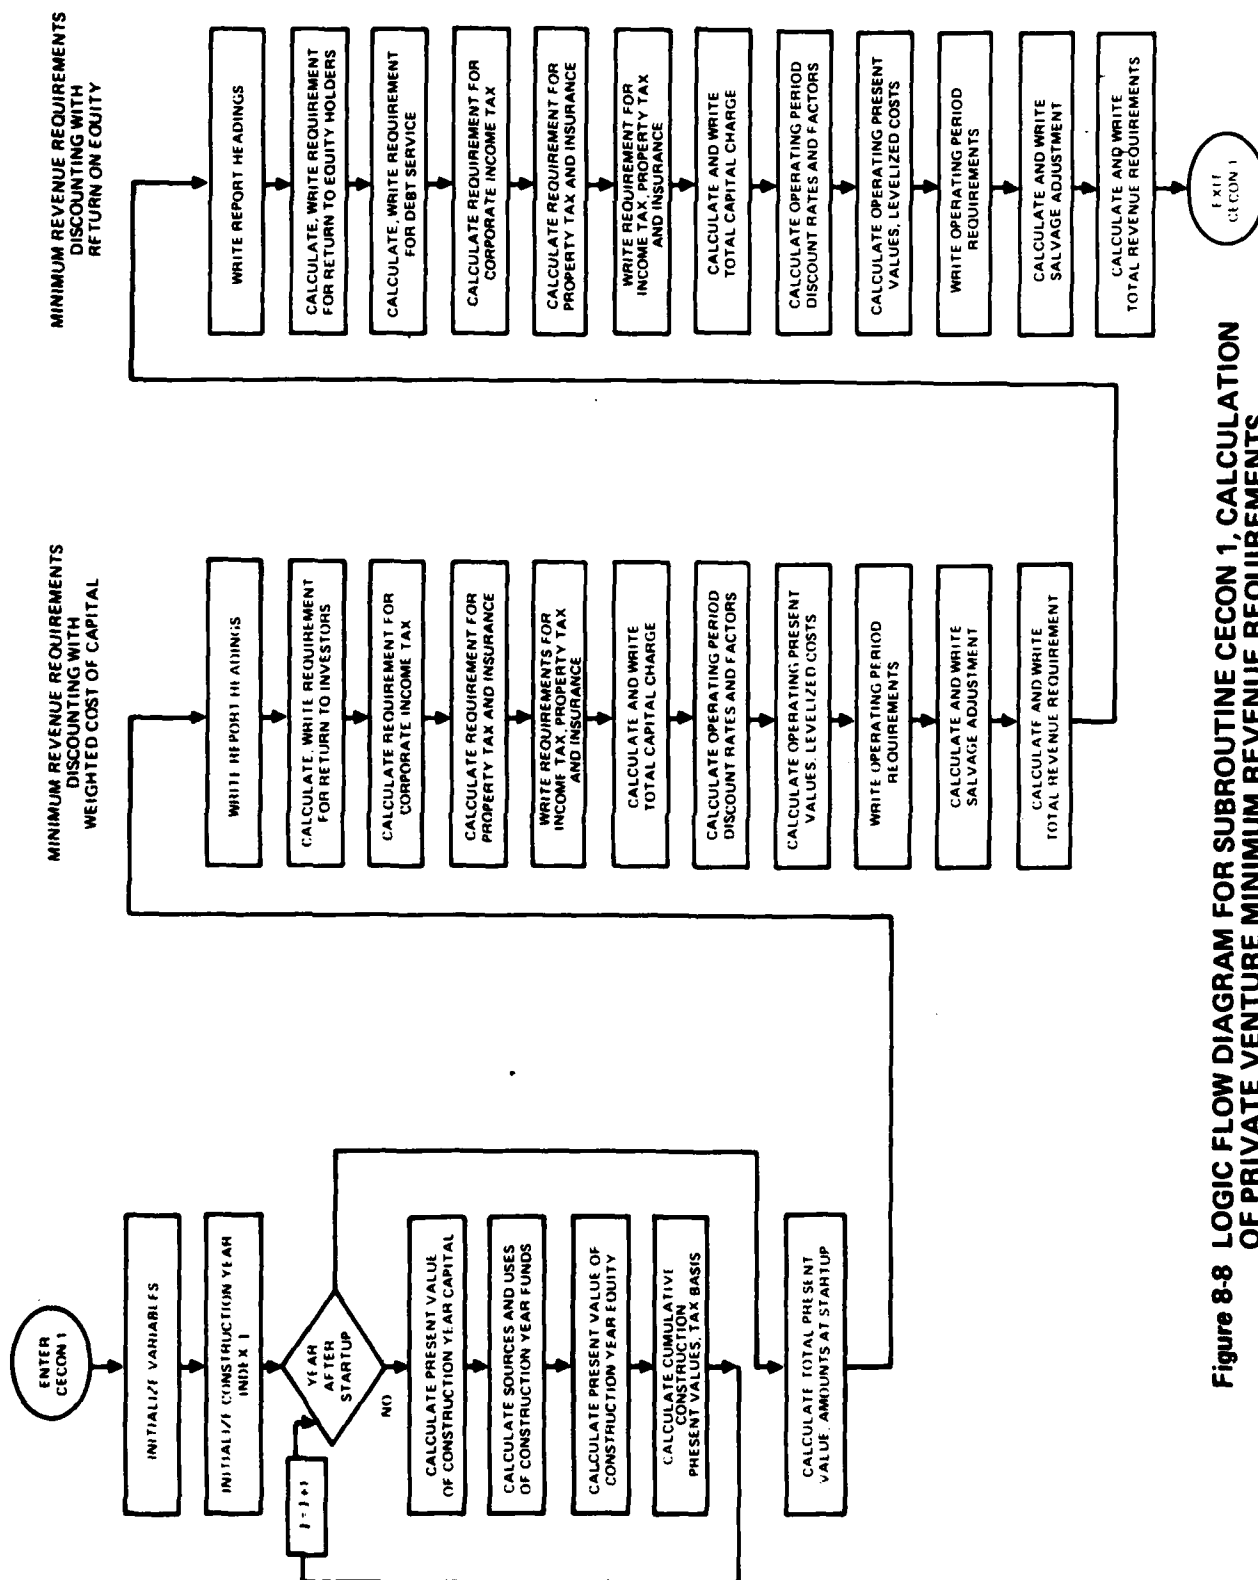 ENTER
CECON 1
INITIALIZE VARIABLES
INITIALIZE CONSTRUCTION YEAR
INDEX I
YEAR
AFTER
STARTUP
NO
I = I + 1
CALCULATE PRESENT VALUE
OF CONSTRUCTION YEAR CAPITAL
CALCULATE SOURCES AND USES
OF CONSTRUCTION YEAR FUNDS
CALCULATE PRESENT VALUE OF
CONSTRUCTION YEAR EQUITY
CALCULATE CUMULATIVE
CONSTRUCTION
PRESENT VALUES, TAX BASIS
CALCULATE TOTAL PRESENT
VALUE, AMOUNTS AT STARTUP
MINIMUM REVENUE REQUIREMENTS
DISCOUNTING WITH
WEIGHTED COST OF CAPITAL
WRITE REPORT HEADINGS
CALCULATE, WRITE REQUIREMENT
FOR RETURN TO INVESTORS
CALCULATE REQUIREMENT FOR
CORPORATE INCOME TAX
CALCULATE REQUIREMENT FOR
PROPERTY TAX AND INSURANCE
WRITE REQUIREMENTS FOR
INCOME TAX, PROPERTY TAX
AND INSURANCE
CALCULATE AND WRITE
TOTAL CAPITAL CHARGE
CALCULATE OPERATING PERIOD
DISCOUNT RATES AND FACTORS
CALCULATE OPERATING PRESENT
VALUES, LEVELIZED COSTS
WRITE OPERATING PERIOD
REQUIREMENTS
CALCULATE AND WRITE
SALVAGE ADJUSTMENT
CALCULATE AND WRITE
TOTAL REVENUE REQUIREMENT
MINIMUM REVENUE REQUIREMENTS
DISCOUNTING WITH
RETURN ON EQUITY
WRITE REPORT HEADINGS
CALCULATE, WRITE REQUIREMENT
FOR RETURN TO EQUITY HOLDERS
CALCULATE, WRITE REQUIREMENT
FOR DEBT SERVICE
CALCULATE REQUIREMENT FOR
CORPORATE INCOME TAX
CALCULATE REQUIREMENT FOR
PROPERTY TAX AND INSURANCE
WRITE REQUIREMENT FOR
INCOME TAX, PROPERTY TAX
AND INSURANCE
CALCULATE AND WRITE
TOTAL CAPITAL CHARGE
CALCULATE OPERATING PERIOD
DISCOUNT RATES AND FACTORS
CALCULATE OPERATING PRESENT
VALUES, LEVELIZED COSTS
WRITE OPERATING PERIOD
REQUIREMENTS
CALCULATE AND WRITE
SALVAGE ADJUSTMENT
CALCULATE AND WRITE
TOTAL REVENUE REQUIREMENTS
EXIT
CECON 1
Figure 8-8 LOGIC FLOW DIAGRAM FOR SUBROUTINE CECON 1, CALCULATION
OF PRIVATE VENTURE MINIMUM REVENUE REQUIREMENTS